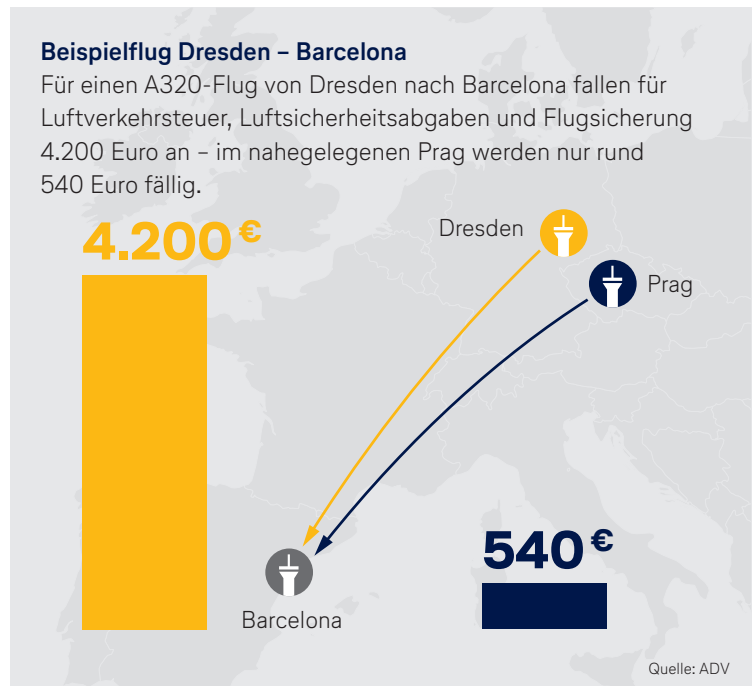 Beispielflug Dresden – Barcelona
Für einen A320-Flug von Dresden nach Barcelona fallen für
Luftverkehrsteuer, Luftsicherheitsabgaben und Flugsicherung
4.200 Euro an – im nahegelegenen Prag werden nur rund
540 Euro fällig.
4.200 €
Dresden
Prag
540 €
Barcelona
Quelle: ADV